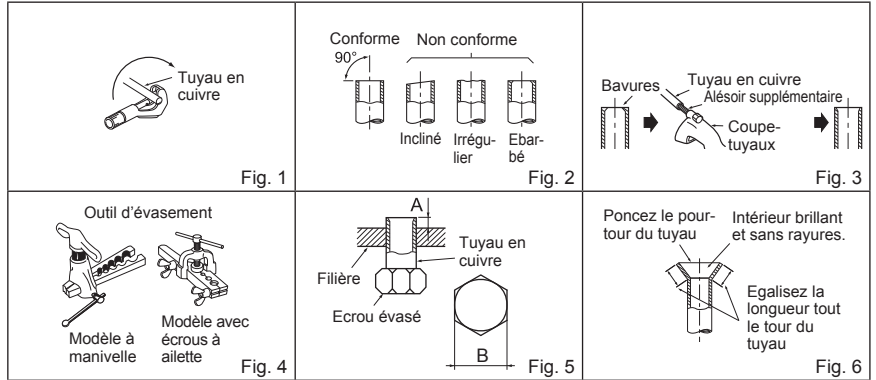 Tuyau en
cuivre
Fig. 1
Conforme
Non conforme
90°
Incliné
Irrégu-
lier
Ebar-
bé
Fig. 2
Bavures
Tuyau en cuivre
Alésoir supplémentaire
Coupe-
tuyaux
Fig. 3
Outil d’évasement
Modèle à
manivelle
Modèle avec
écrous à
ailette
Fig. 4
A
Tuyau en
cuivre
Filière
Ecrou évasé
B
Fig. 5
Poncez le pour-
tour du tuyau
Intérieur brillant
et sans rayures.
Egalisez la
longueur tout
le tour du
tuyau
Fig. 6